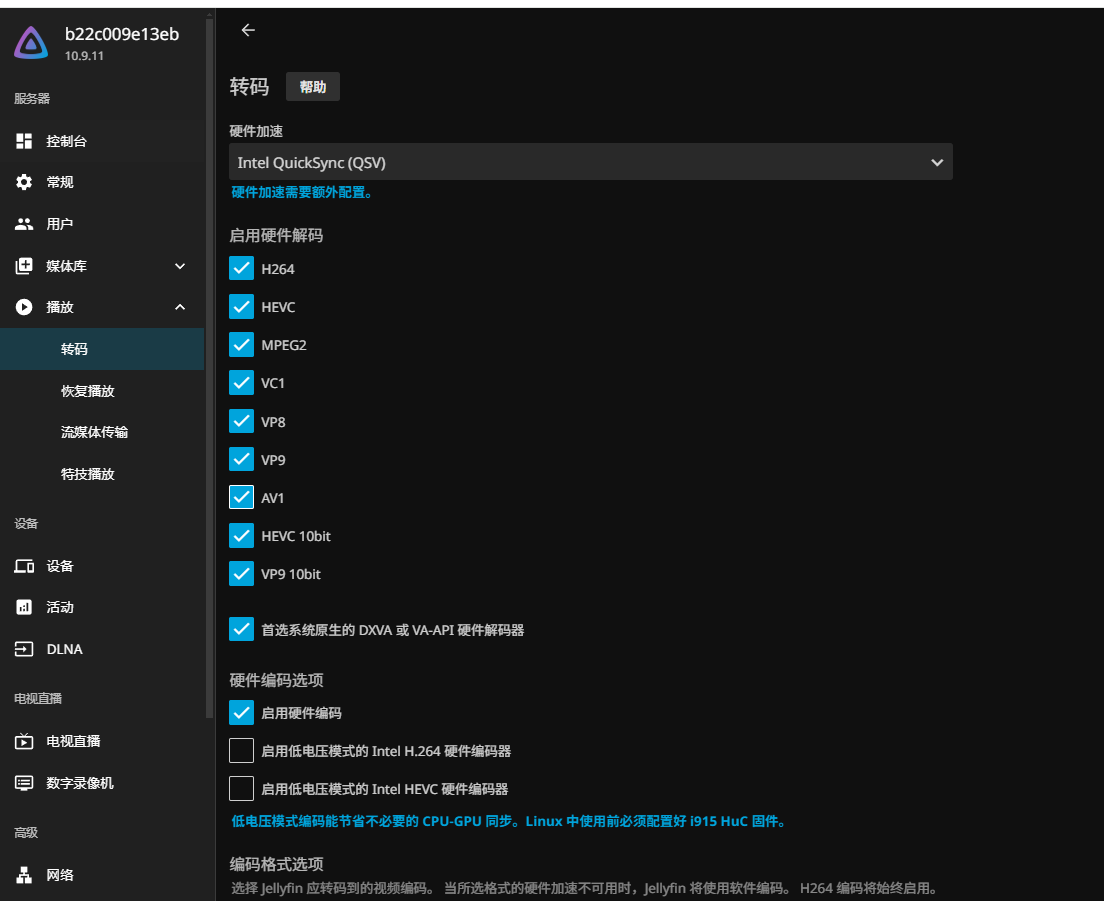 b22c009e13eb
10.9.11
服务器
控制台
常规
用户
媒体库
播放
转码
恢复播放
流媒体传输
特技播放
设备
设备
活动
DLNA
电视直播
电视直播
数字录像机
高级
网络
转码 帮助
硬件加速
Intel QuickSync (QSV)
硬件加速需要额外配置。
启用硬件解码
H264
HEVC
MPEG2
VC1
VP8
VP9
AV1
HEVC 10bit
VP9 10bit
首选系统原生的 DXVA 或 VA-API 硬件解码器
硬件编码选项
启用硬件编码
启用低电压模式的 Intel H.264 硬件编码器
启用低电压模式的 Intel HEVC 硬件编码器
低电压模式编码能节省不必要的 CPU-GPU 同步。Linux 中使用前必须配置好 i915 HuC 固件。
编码格式选项
选择 Jellyfin 应转码到的视频编码。 当所选格式的硬件加速不可用时，Jellyfin 将使用软件编码。 H264 编码将始终启用。